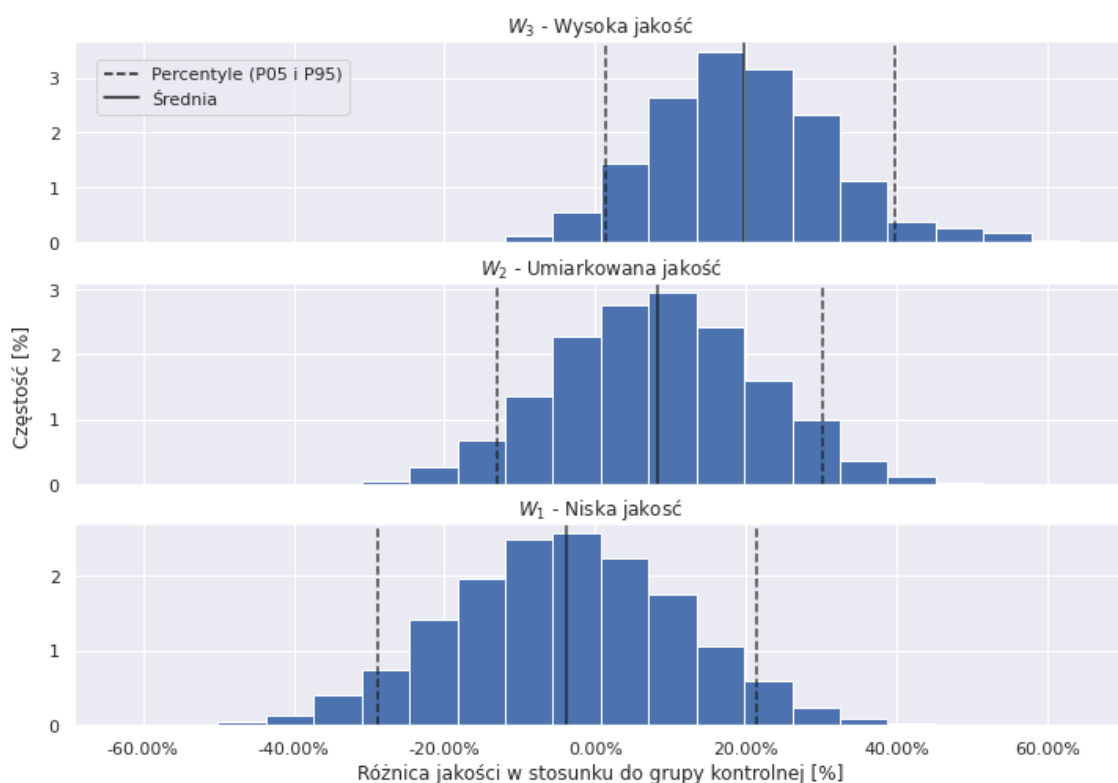 W₃ - Wysoka jakość
3
2
1
0
Percentyle (P05 i P95)
Średnia
W₂ - Umiarkowana jakość
3
2
1
0
Częstość [%]
W₁ - Niska jakosć
2
1
0
-60.00% -40.00% -20.00% 0.00% 20.00% 40.00% 60.00%
Różnica jakości w stosunku do grupy kontrolnej [%]